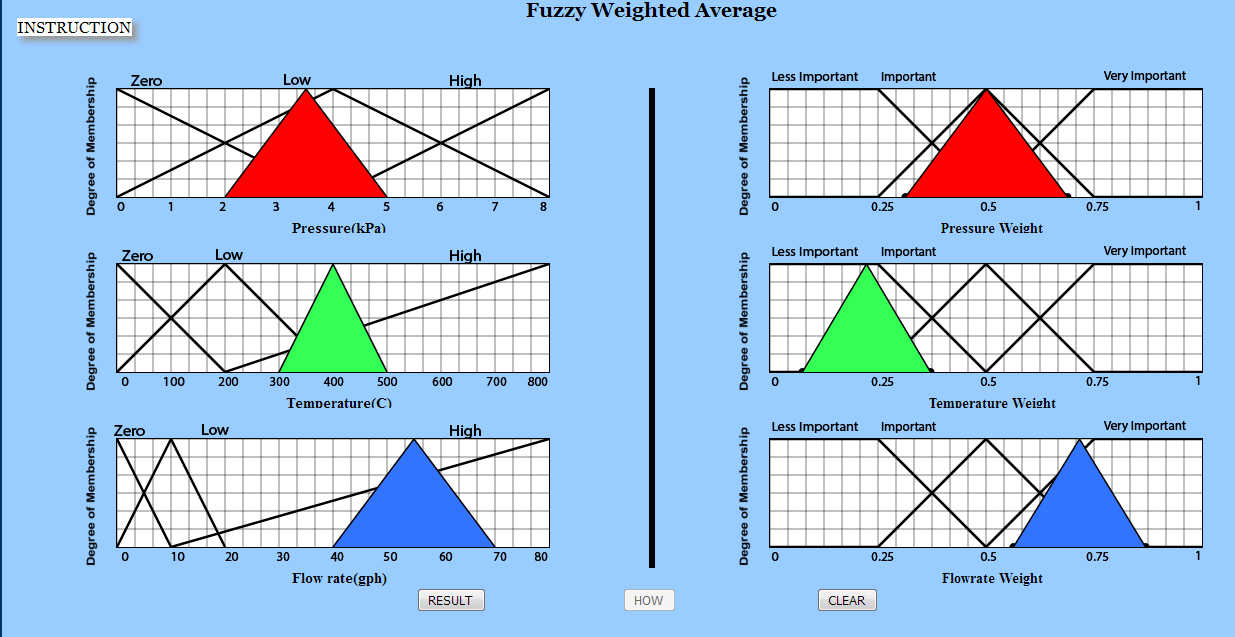 Fuzzy Weighted Average
INSTRUCTION
Zero Low High
Degree of Membership
0 1 2 3 4 5 6 7 8
Pressure(kPa)
Less Important Important Very Important
Degree of Membership
0 0.25 0.5 0.75 1
Pressure Weight
Zero Low High
Degree of Membership
0 100 200 300 400 500 600 700 800
Temperature(C)
Less Important Important Very Important
Degree of Membership
0 0.25 0.5 0.75 1
Temperature Weight
Zero Low High
Degree of Membership
0 10 20 30 40 50 60 70 80
Flow rate(gph)
Less Important Important Very Important
Degree of Membership
0 0.25 0.5 0.75 1
Flowrate Weight
RESULT HOW CLEAR